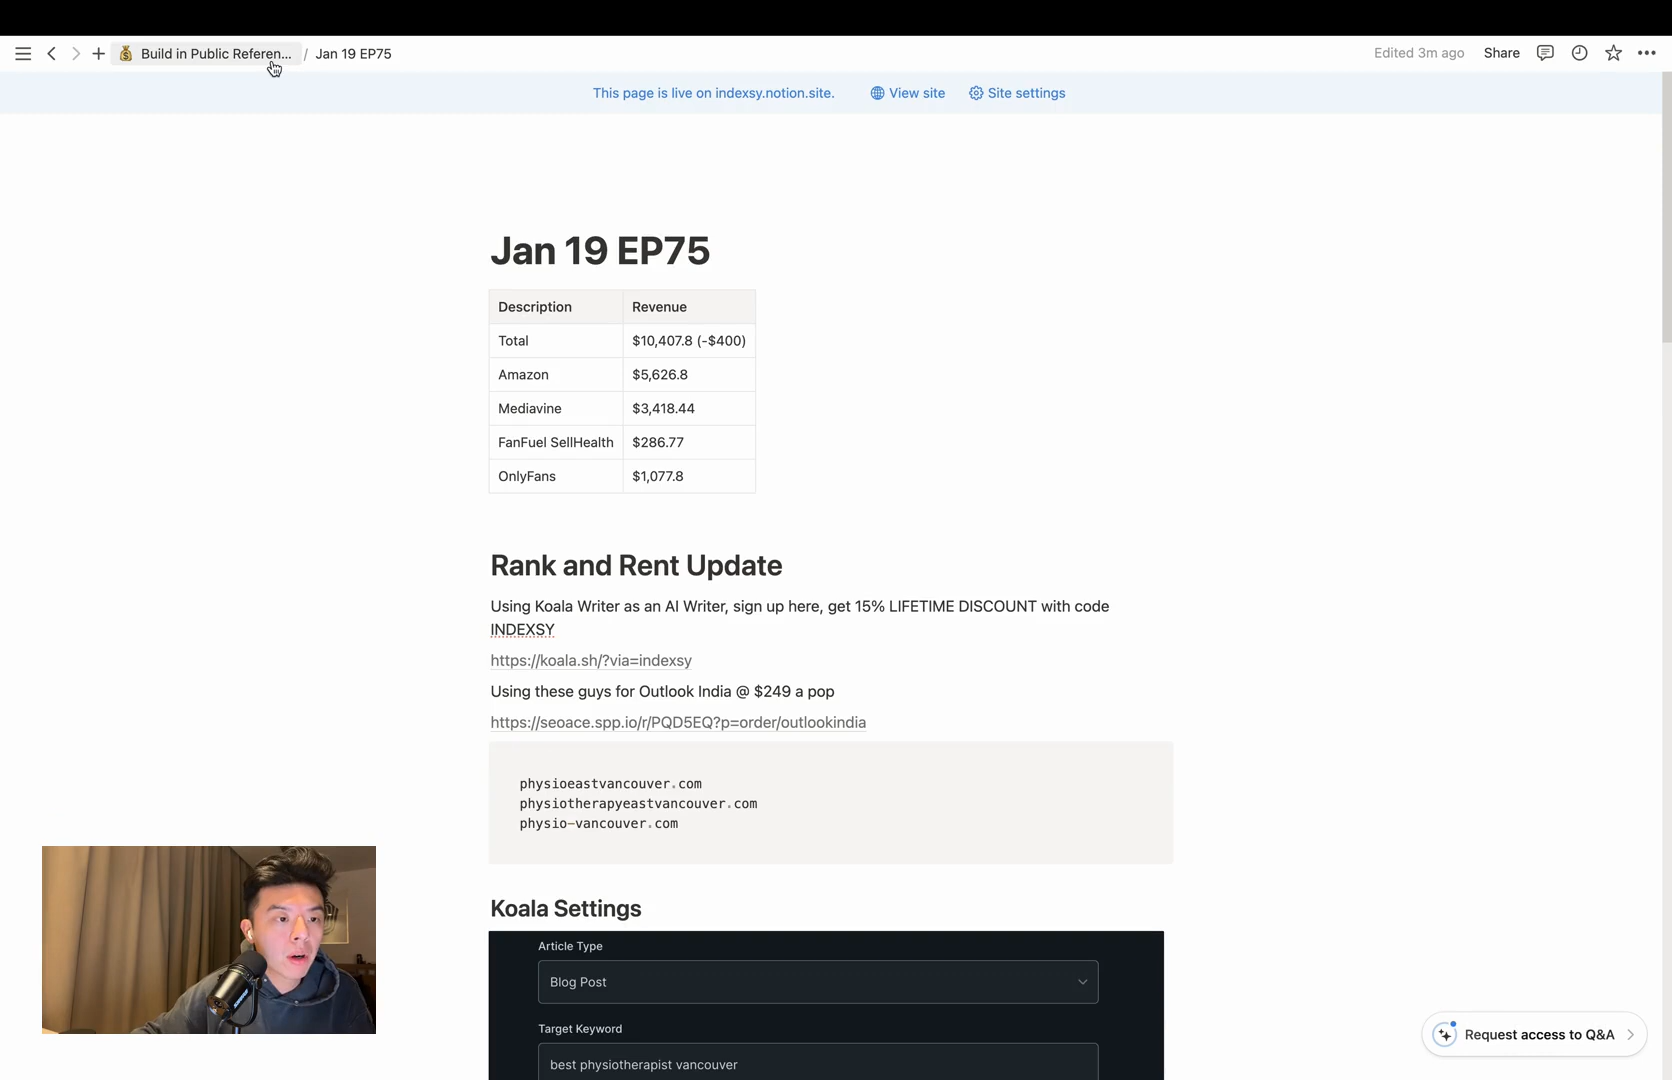 Build in Public Referen... / Jan 19 EP75
Edited 3m ago Share
This page is live on indexsy.notion.site. View site Site settings
Jan 19 EP75
Description Revenue
Total $10,407.8 (-$400)
Amazon $5,626.8
Mediavine $3,418.44
FanFuel SellHealth $286.77
OnlyFans $1,077.8
Rank and Rent Update
Using Koala Writer as an AI Writer, sign up here, get 15% LIFETIME DISCOUNT with code
INDEXSY
https://koala.sh/?via=indexsy
Using these guys for Outlook India @ $249 a pop
https://seoace.spp.io/r/PQD5EQ?p=order/outlookindia
physioeastvancouver.com
physiotherapyeastvancouver.com
physio-vancouver.com
Koala Settings
Article Type
Blog Post
Target Keyword
best physiotherapist vancouver
Request access to Q&A